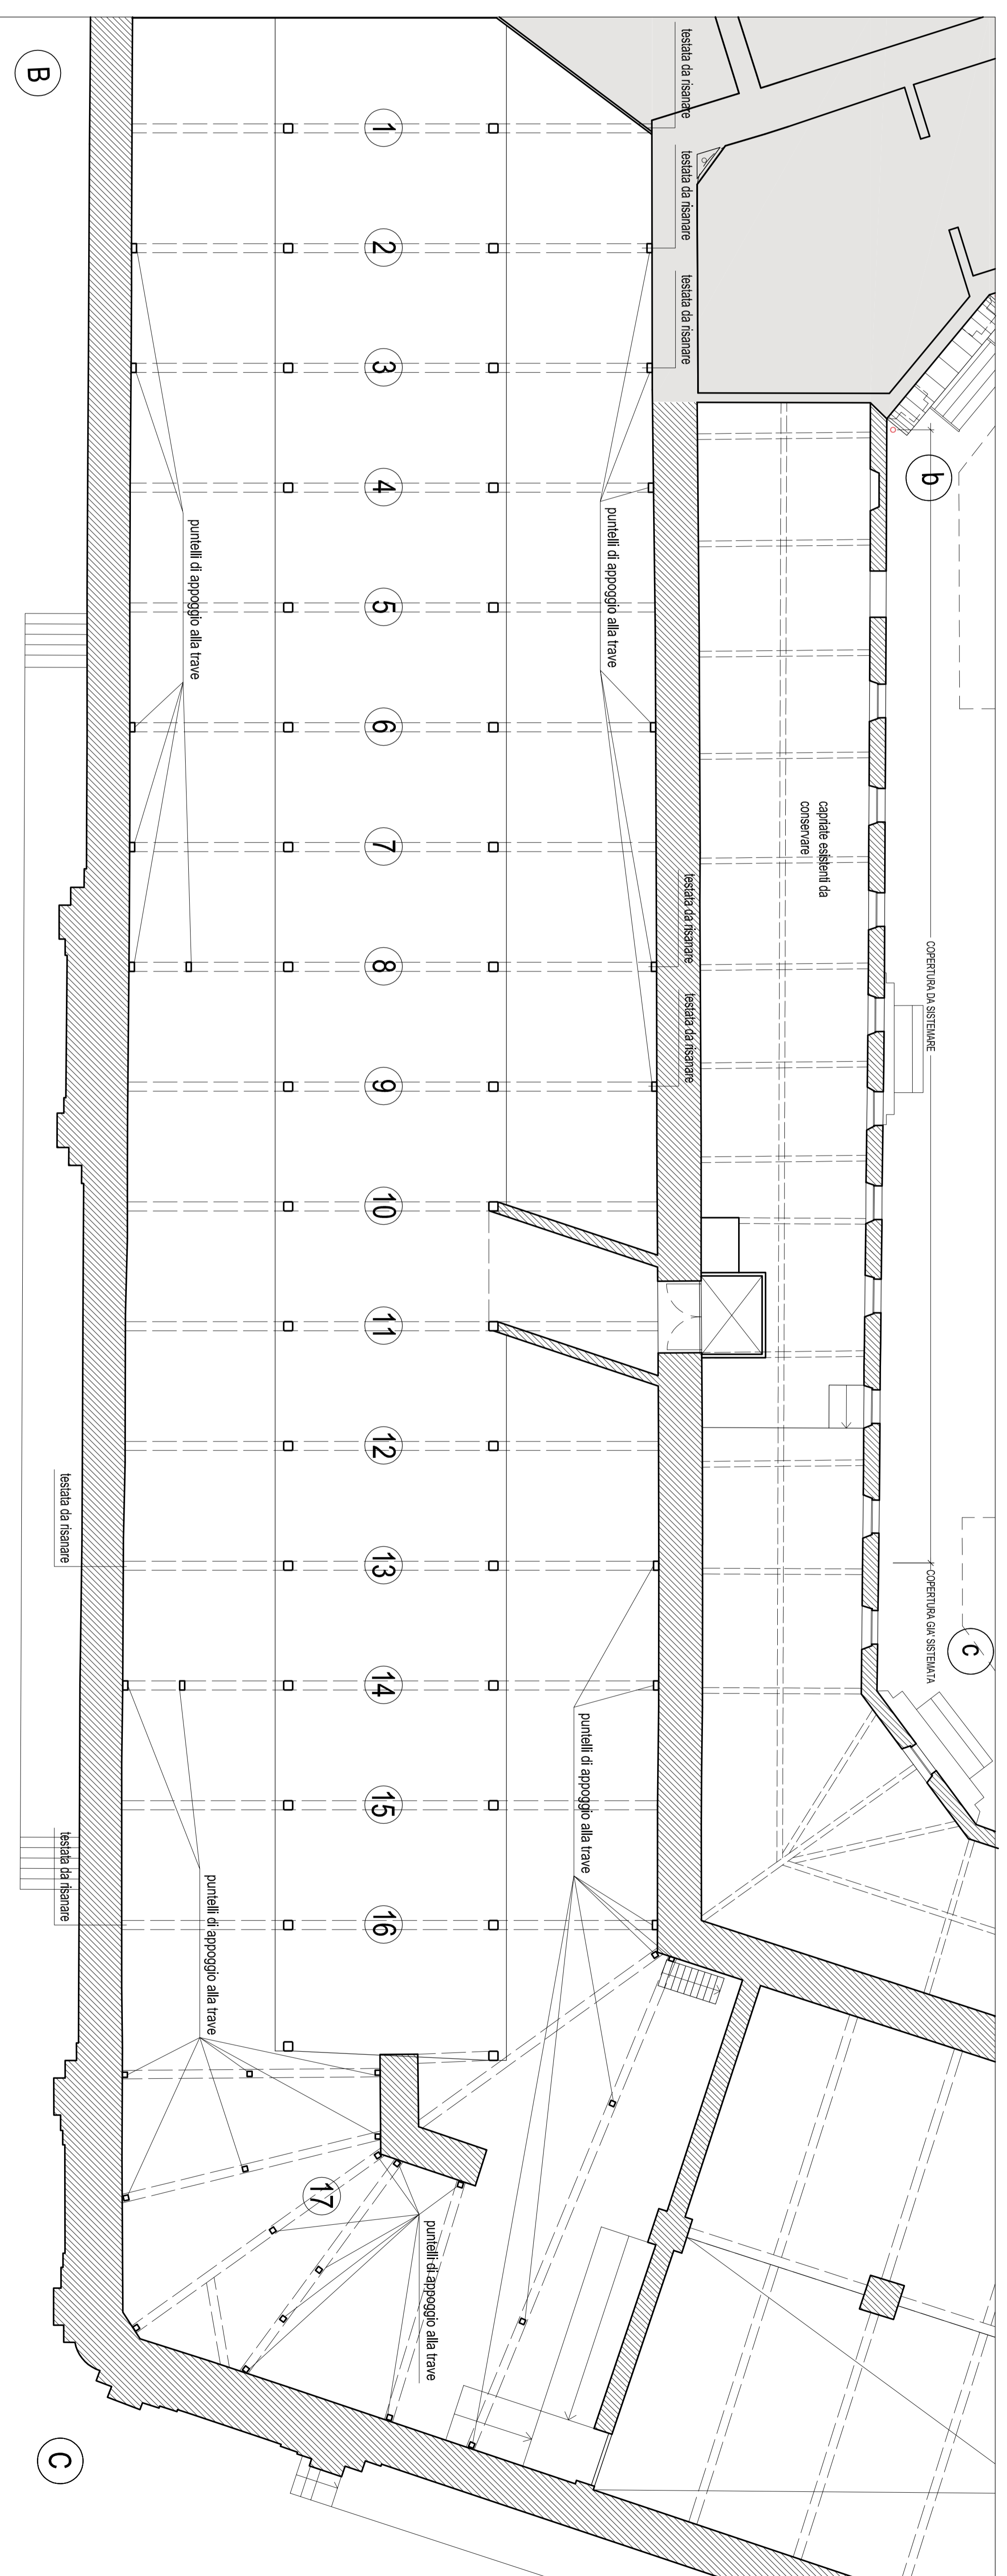 B
b
c
C
1
2
3
4
5
6
7
8
9
10
11
12
13
14
15
16
17
testata da risanare
testata da risanare
testata da risanare
puntelli di appoggio alla trave
puntelli di appoggio alla trave
capriate esistenti da
conservare
testata da risanare
testata da risanare
COPERTURA DA SISTEMARE
COPERTURA GIA' SISTEMATA
testata da risanare
testata da risanare
puntelli di appoggio alla trave
puntelli di appoggio alla trave
puntelli di appoggio alla trave